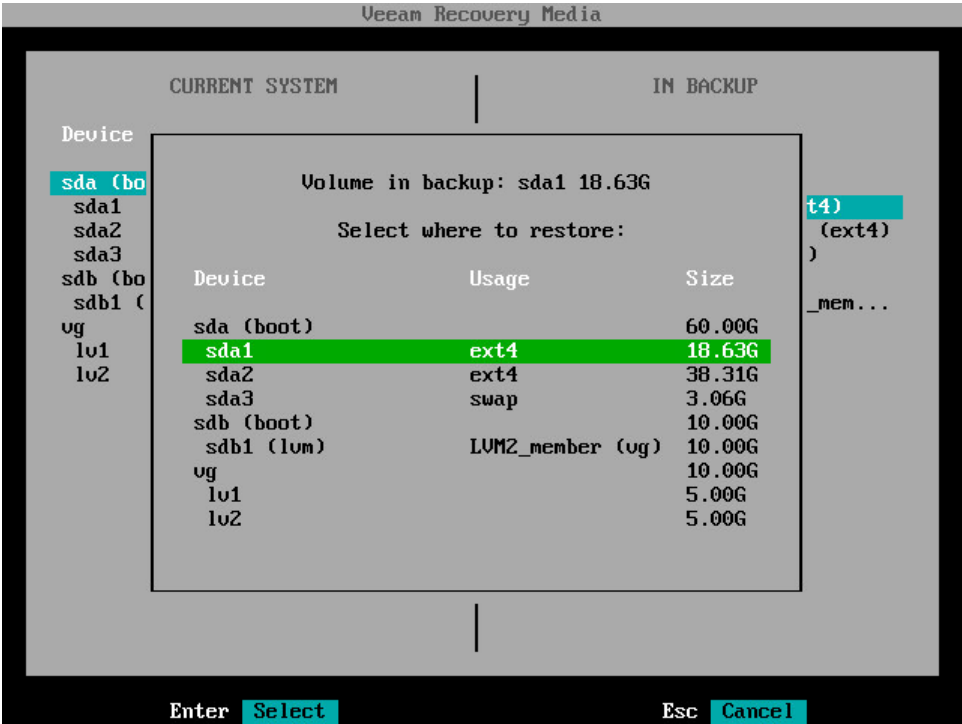 Veeam Recovery Media
CURRENT SYSTEM IN BACKUP
Device
Volume in backup: sda1 18.63G
sda (bo
sda1 t4)
Select where to restore:
sda2 (ext4)
sda3 )
sdb (bo
Device Usage Size
sdb1 ( _mem...
vg
lv1
lv2
sda (boot) 60.00G
sda1 ext4 18.63G
sda2 ext4 38.31G
sda3 swap 3.06G
sdb (boot) 10.00G
sdb1 (lvm) LVM2_member (vg) 10.00G
vg 10.00G
lv1 5.00G
lv2 5.00G
Enter Select Esc Cancel